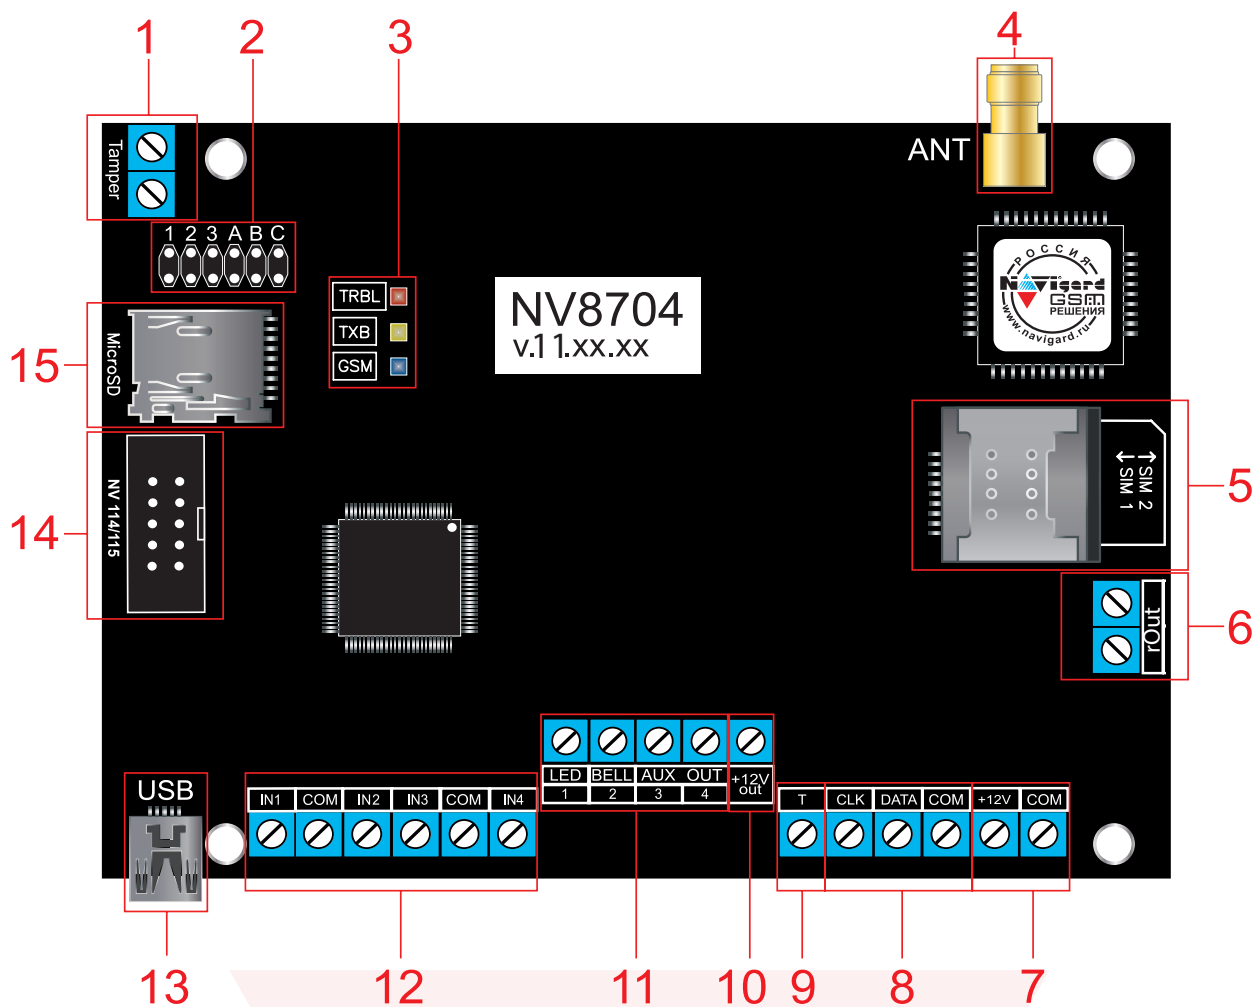 1 2 3 4
ANT
Tamper
1 2 3 A B C
TRBL
TXB
GSM
NV8704
v.11.xx.xx
РОССИЯ
Navigard
GSM
РЕШЕНИЯ
www.navigard.ru
15
MicroSD
SIM 2
SIM 1
5
14
NV 114/115
6
rOut
USB
LED BELL AUX OUT +12V
1 2 3 4 out
IN1 COM IN2 IN3 COM IN4
T CLK DATA COM +12V COM
13 12 11 10 9 8 7